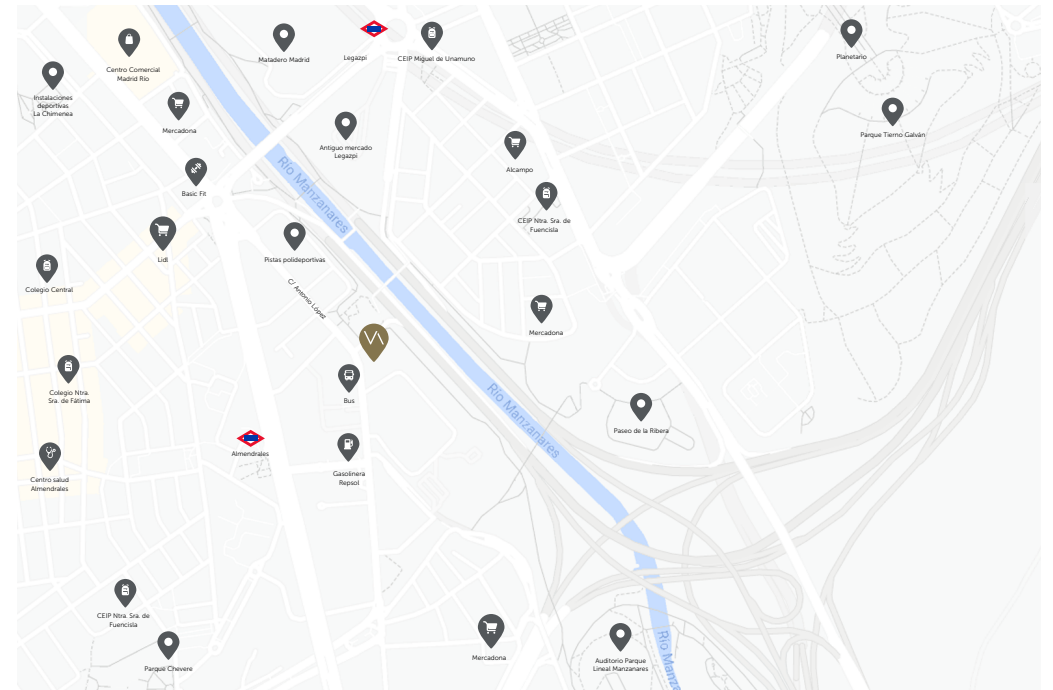 Matadero Madrid
Legazpi
CEIP Miguel de Unamuno
Planetario
Centro Comercial
Madrid Río
Instalaciones
deportivas
La Chimenea
Mercadona
Antiguo mercado
Legazpi
Alcampo
Parque Tierno Galván
Río Manzanares
Basic Fit
CEIP Ntra. Sra. de
Fuencisla
Lidl
Pistas polideportivas
Colegio Central
C/ Antonio López
Mercadona
VA
Bus
Colegio Ntra.
Sra. de Fátima
Río Manzanares
Paseo de la Ribera
Almendrales
Gasolinera
Repsol
Centro salud
Almendrales
CEIP Ntra. Sra. de
Fuencisla
Parque Chevere
Mercadona
Auditorio Parque
Lineal Manzanares
Río Manza